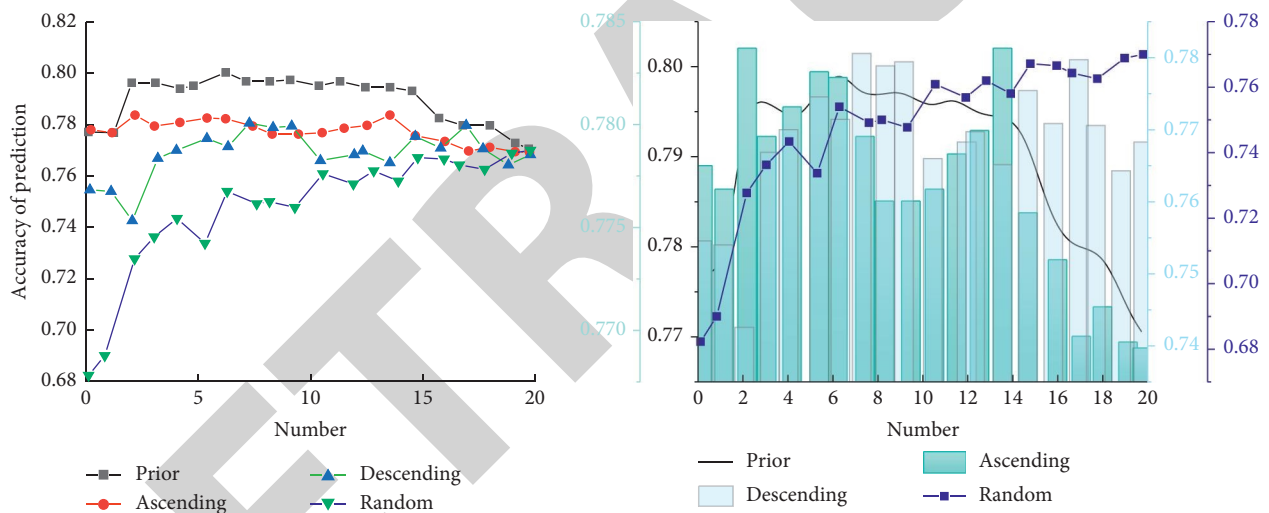 0.82
0.80
0.78
0.76
0.74
0.72
0.70
0.68
Accuracy of prediction
0 5 10 15 20
Number
Prior
Descending
Ascending
Random
0.785
0.780
0.775
0.770
0.80
0.79
0.78
0.77
0 2 4 6 8 10 12 14 16 18 20
Number
0.78
0.77
0.76
0.75
0.74
0.78
0.76
0.74
0.72
0.70
0.68
Prior
Ascending
Descending
Random